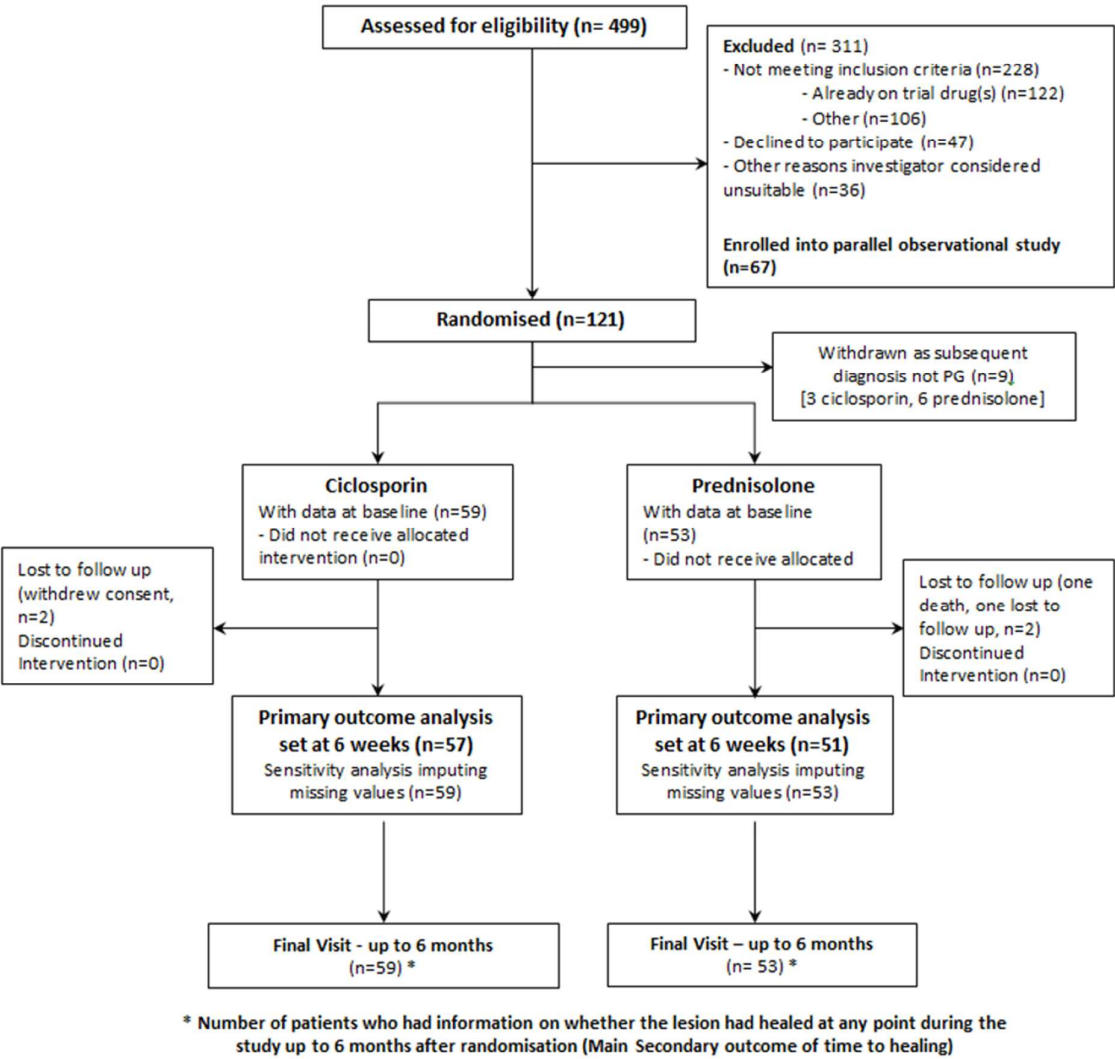 Assessed for eligibility (n= 499)
Excluded (n= 311)
- Not meeting inclusion criteria (n=228)
- Already on trial drug(s) (n=122)
- Other (n=106)
- Declined to participate (n=47)
- Other reasons investigator considered
unsuitable (n=36)
Enrolled into parallel observational study
(n=67)
Randomised (n=121)
Withdrawn as subsequent
diagnosis not PG (n=9)
[3 ciclosporin, 6 prednisolone]
Ciclosporin
With data at baseline (n=59)
- Did not receive allocated
intervention (n=0)
Prednisolone
With data at baseline
(n=53)
- Did not receive allocated
Lost to follow up
(withdrew consent,
n=2)
Discontinued
Intervention (n=0)
Lost to follow up (one
death, one lost to
follow up, n=2)
Discontinued
Intervention (n=0)
Primary outcome analysis
set at 6 weeks (n=57)
Sensitivity analysis imputing
missing values (n=59)
Primary outcome analysis
set at 6 weeks (n=51)
Sensitivity analysis imputing
missing values (n=53)
Final Visit - up to 6 months
(n=59) *
Final Visit – up to 6 months
(n= 53) *
* Number of patients who had information on whether the lesion had healed at any point during the
study up to 6 months after randomisation (Main Secondary outcome of time to healing)